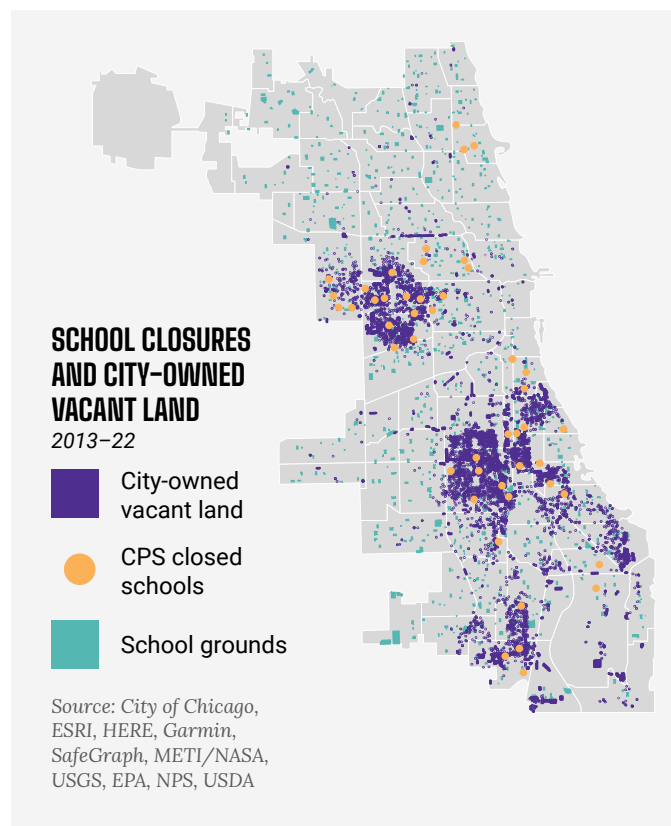 SCHOOL CLOSURES
AND CITY-OWNED
VACANT LAND
2013–22
City-owned
vacant land
CPS closed
schools
School grounds
Source: City of Chicago,
ESRI, HERE, Garmin,
SafeGraph, METI/NASA,
USGS, EPA, NPS, USDA